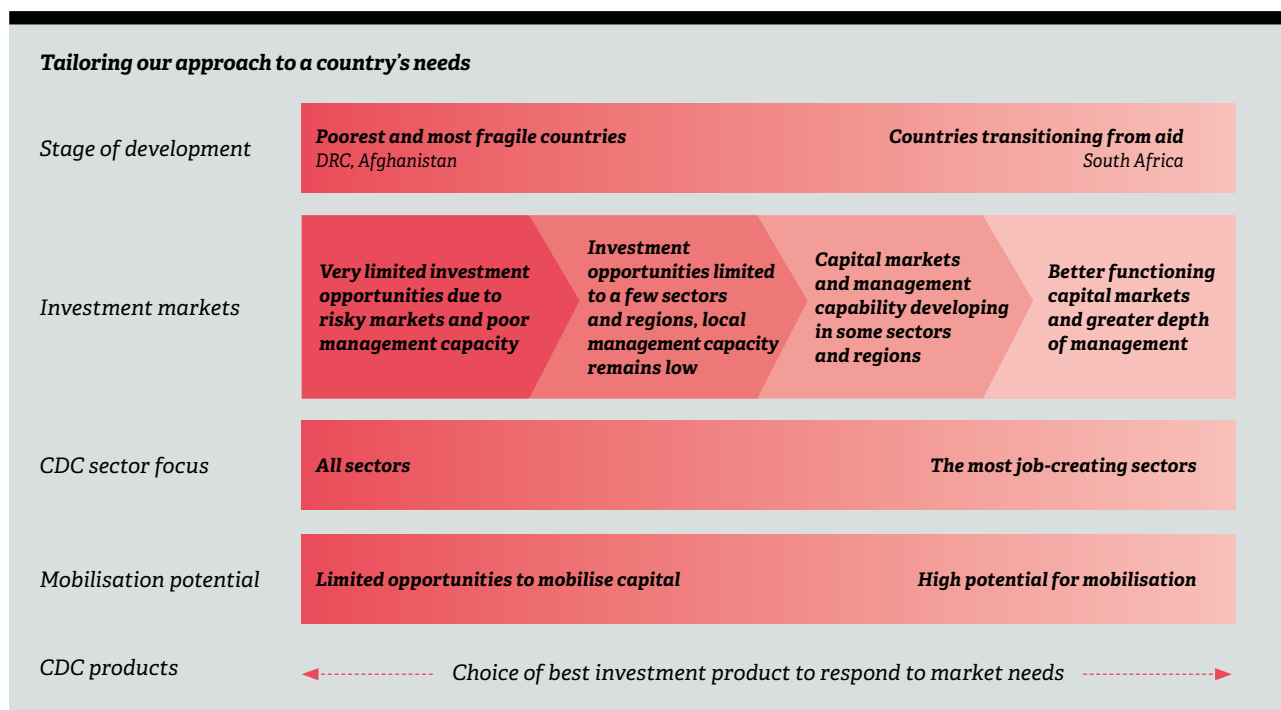 Tailoring our approach to a country's needs
Stage of development
Poorest and most fragile countries
DRC, Afghanistan
Countries transitioning from aid
South Africa
Investment markets
Very limited investment
opportunities due to
risky markets and poor
management capacity
Investment
opportunities limited
to a few sectors
and regions, local
management capacity
remains low
Capital markets
and management
capability developing
in some sectors
and regions
Better functioning
capital markets
and greater depth
of management
CDC sector focus
All sectors
The most job-creating sectors
Mobilisation potential
Limited opportunities to mobilise capital
High potential for mobilisation
CDC products
Choice of best investment product to respond to market needs